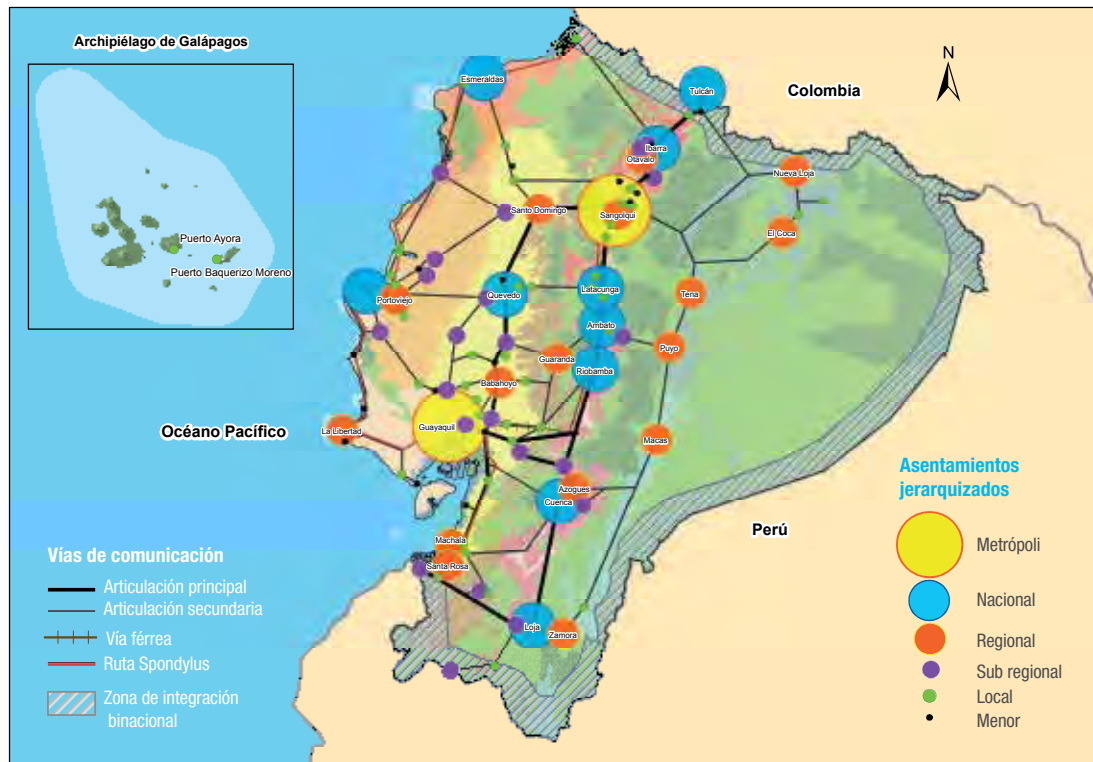 Archipiélago de Galápagos
Puerto Ayora
Puerto Baquerizo Moreno
N
Colombia
Esmeraldas
Tulcán
Ibarra
Otavalo
Nueva Loja
Santo Domingo
Sangolquí
El Coca
Portoviejo
Quevedo
Latacunga
Tena
Ambato
Puyo
Guaranda
Riobamba
Babahoyo
Océano Pacífico
La Libertad
Guayaquil
Macas
Azogues
Cuenca
Perú
Machala
Santa Rosa
Loja
Zamora
Vías de comunicación
Articulación principal
Articulación secundaria
Vía férrea
Ruta Spondylus
Zona de integración
binacional
Asentamientos
jerarquizados
Metrópoli
Nacional
Regional
Sub regional
Local
Menor